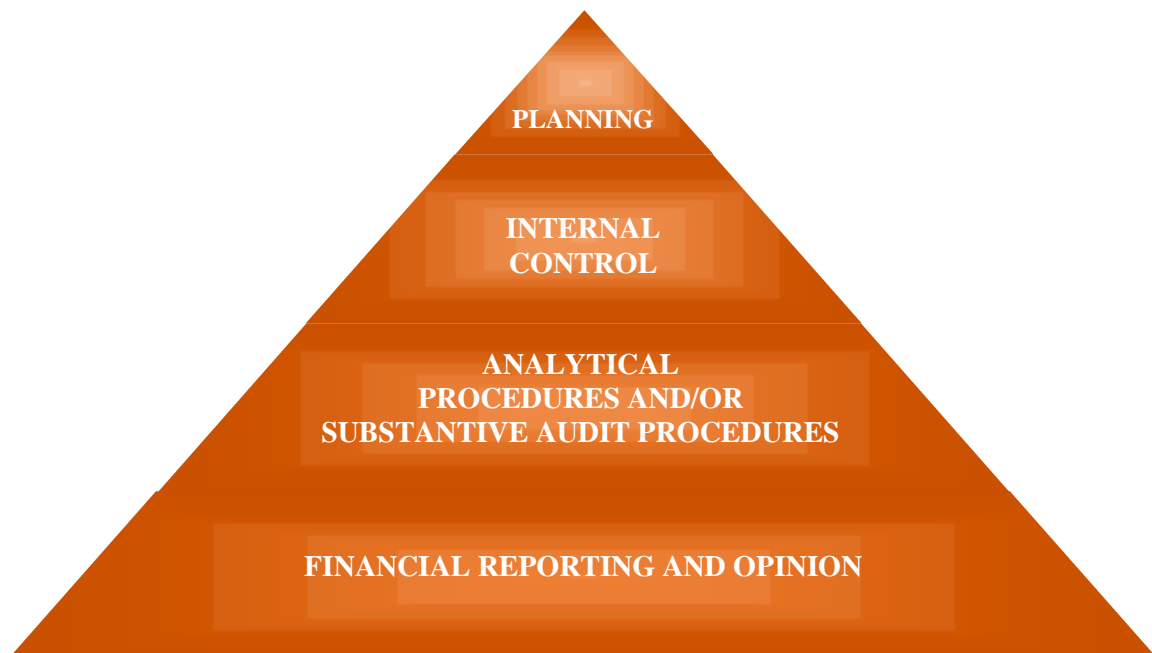 PLANNING
INTERNAL
CONTROL
ANALYTICAL
PROCEDURES AND/OR
SUBSTANTIVE AUDIT PROCEDURES
FINANCIAL REPORTING AND OPINION